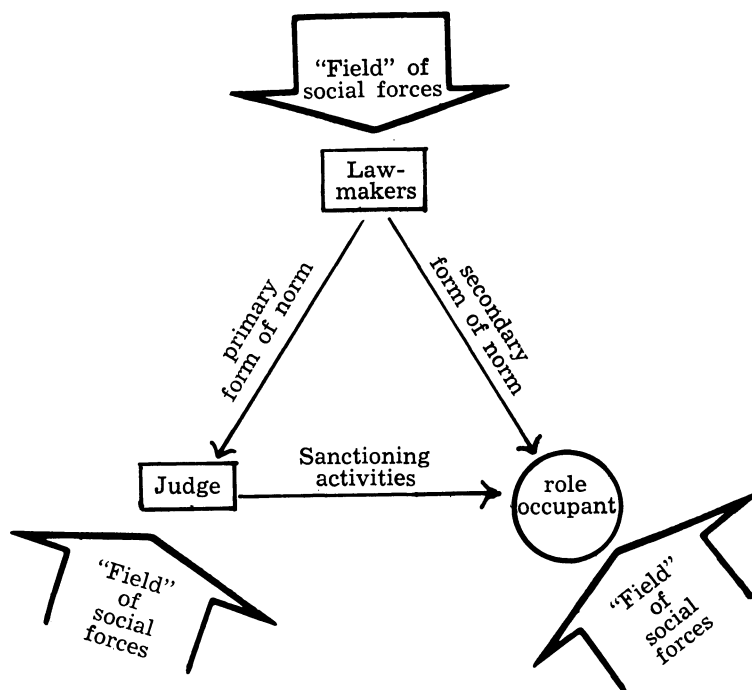 “Field” of
social forces
Law-
makers
primary
form of norm
secondary
form of norm
Sanctioning
activities
Judge
role
occupant
“Field”
of
social
forces
“Field”
of
social
forces